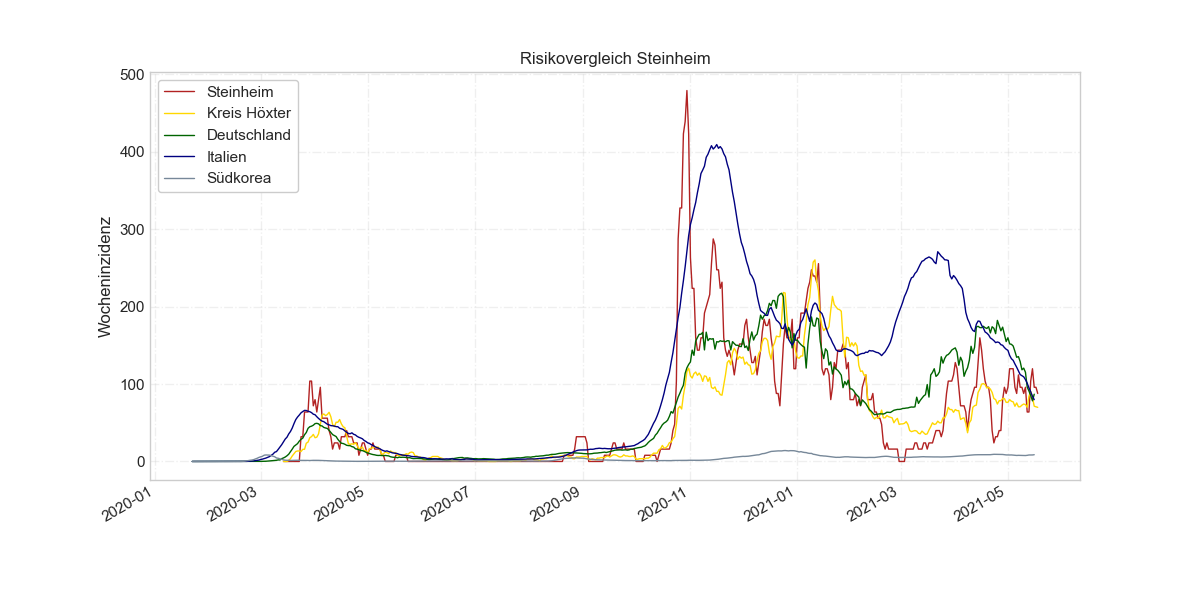 Risikovergleich Steinheim
Wocheninzidenz
500
400
300
200
100
0
Steinheim
Kreis Höxter
Deutschland
Italien
Südkorea
2020-01
2020-03
2020-05
2020-07
2020-09
2020-11
2021-01
2021-03
2021-05